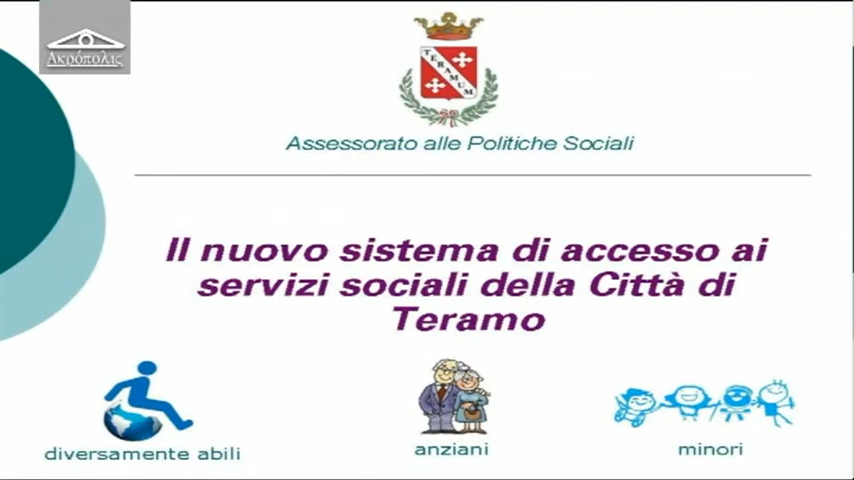 Ακρόπολις
TERAMUM
Assessorato alle Politiche Sociali
Il nuovo sistema di accesso ai
servizi sociali della Città di
Teramo
diversamente abili
anziani
minori